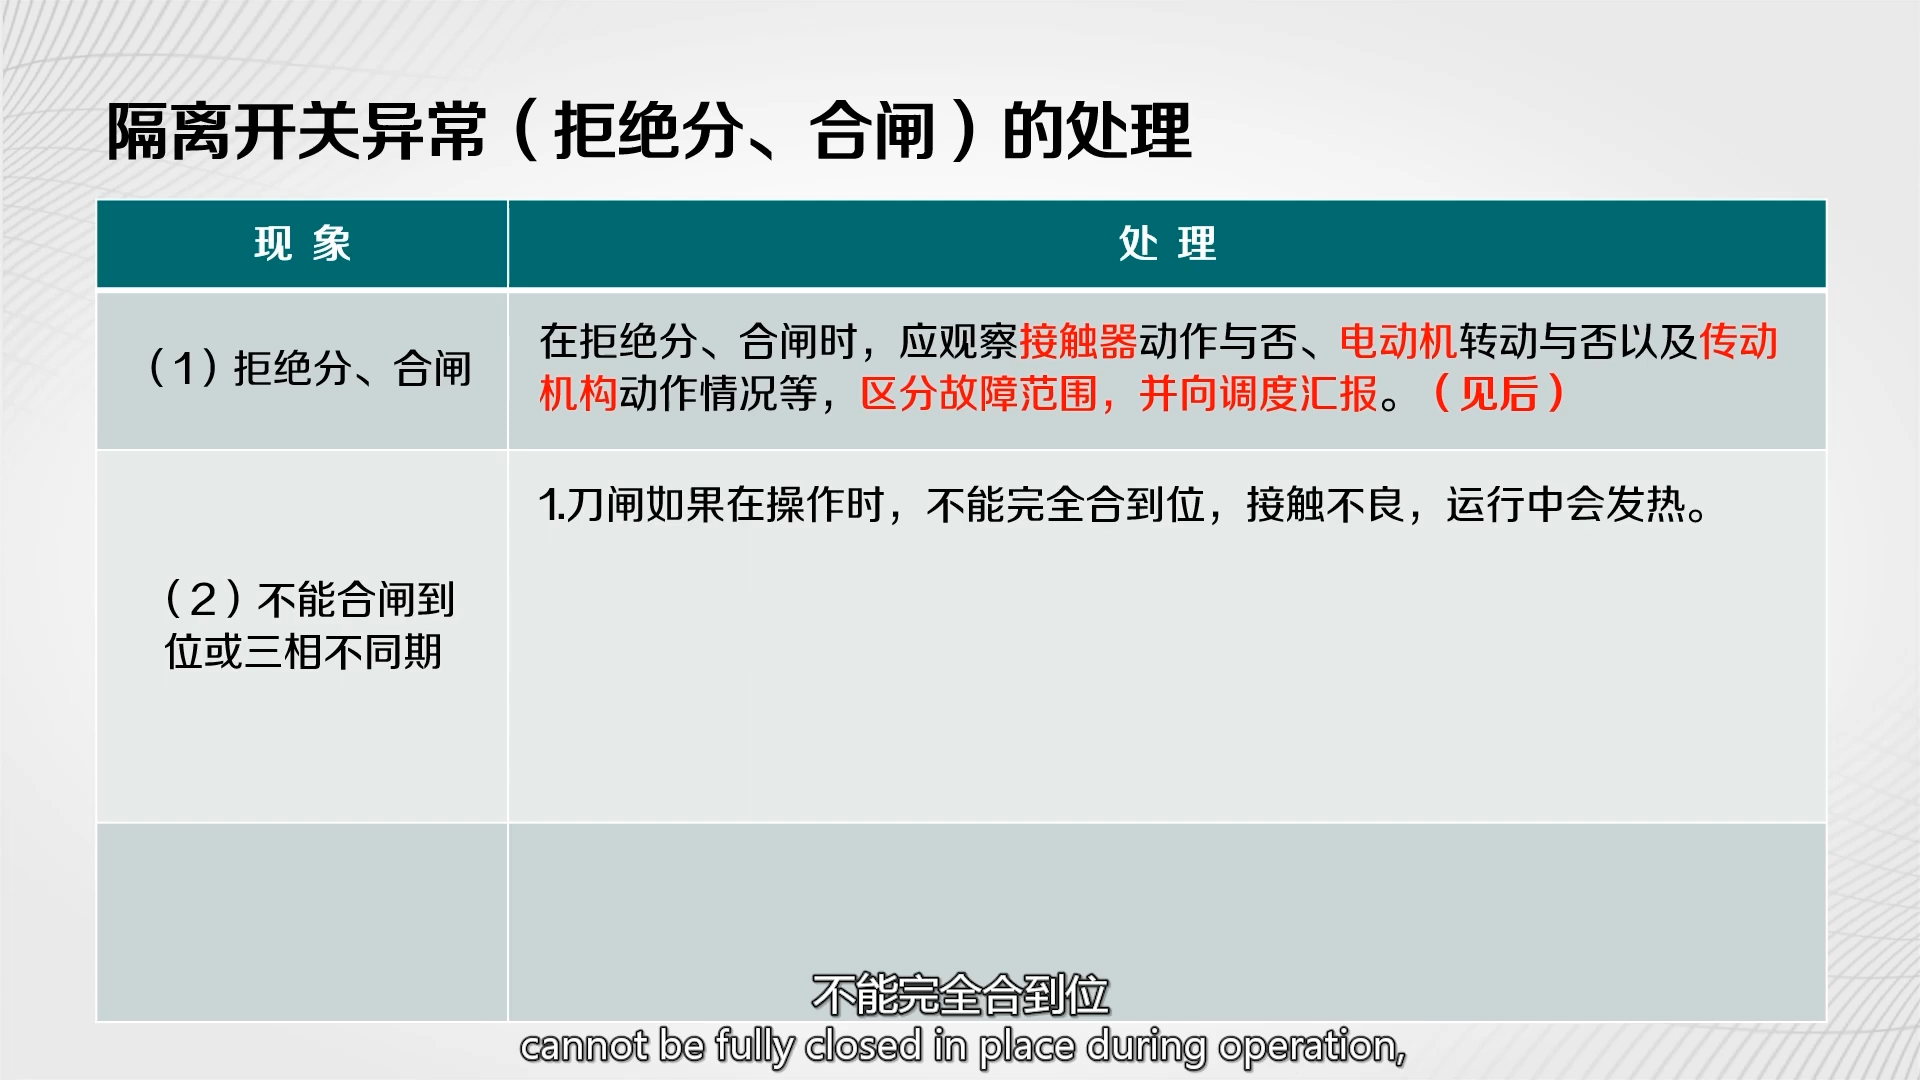 隔离开关异常（拒绝分、合闸）的处理
现 象
处 理
（1）拒绝分、合闸
在拒绝分、合闸时，应观察接触器动作与否、电动机转动与否以及传动
机构动作情况等，区分故障范围，并向调度汇报。（见后）
（2）不能合闸到
位或三相不同期
1.刀闸如果在操作时，不能完全合到位，接触不良，运行中会发热。
不能完全合到位
cannot be fully closed in place during operation,